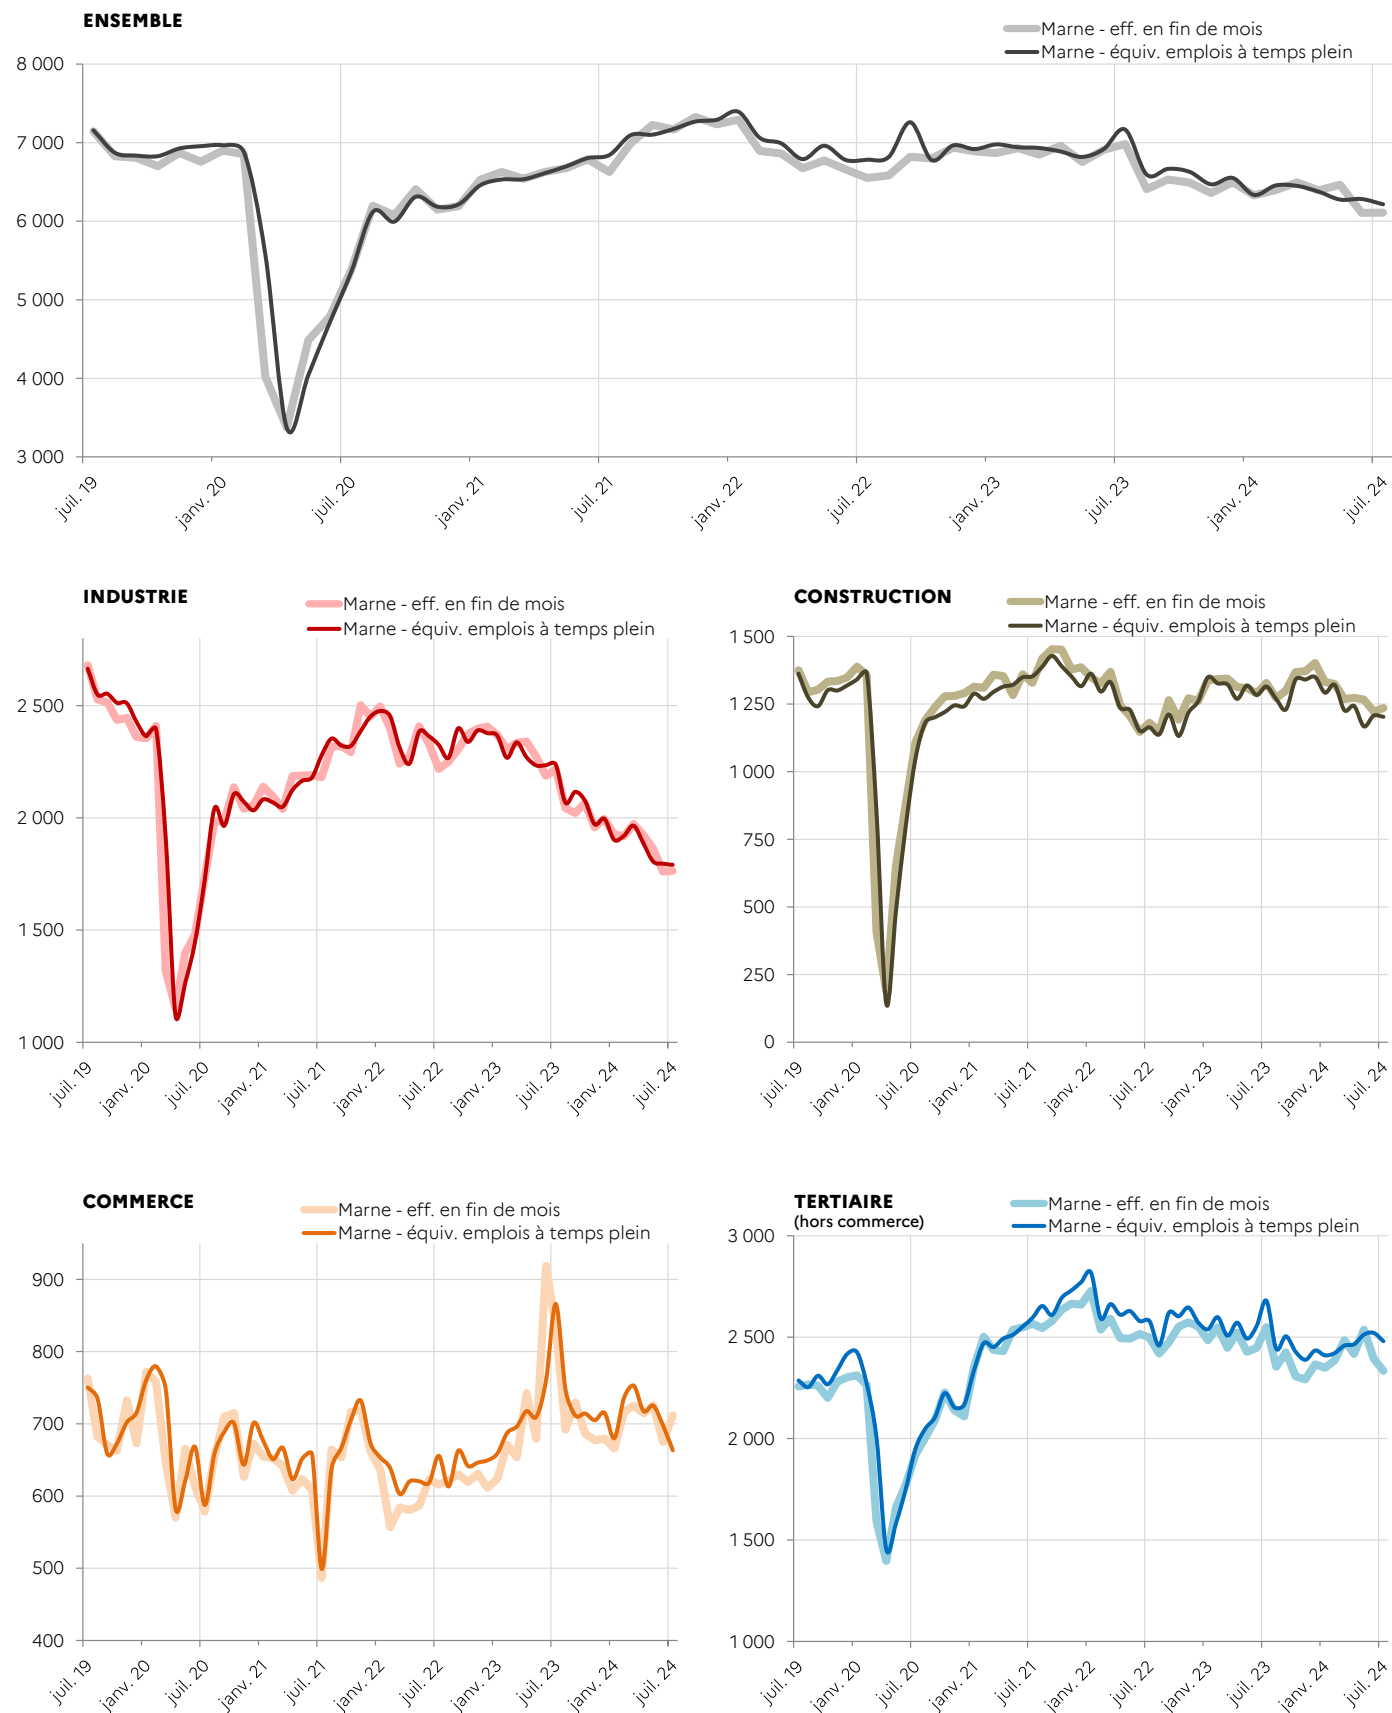 ENSEMBLE
Marne - eff. en fin de mois
Marne - équiv. emplois à temps plein
8 000
7 000
6 000
5 000
4 000
3 000
juil. 19
janv. 20
juil. 20
janv. 21
juil. 21
janv. 22
juil. 22
janv. 23
juil. 23
janv. 24
juil. 24
INDUSTRIE
Marne - eff. en fin de mois
Marne - équiv. emplois à temps plein
2 500
2 000
1 500
1 000
juil. 19
janv. 20
juil. 20
janv. 21
juil. 21
janv. 22
juil. 22
janv. 23
juil. 23
janv. 24
juil. 24
CONSTRUCTION
Marne - eff. en fin de mois
Marne - équiv. emplois à temps plein
1 500
1 250
1 000
750
500
250
0
juil. 19
janv. 20
juil. 20
janv. 21
juil. 21
janv. 22
juil. 22
janv. 23
juil. 23
janv. 24
juil. 24
COMMERCE
Marne - eff. en fin de mois
Marne - équiv. emplois à temps plein
900
800
700
600
500
400
juil. 19
janv. 20
juil. 20
janv. 21
juil. 21
janv. 22
juil. 22
janv. 23
juil. 23
janv. 24
juil. 24
TERTIAIRE
(hors commerce)
Marne - eff. en fin de mois
Marne - équiv. emplois à temps plein
3 000
2 500
2 000
1 500
1 000
juil. 19
janv. 20
juil. 20
janv. 21
juil. 21
janv. 22
juil. 22
janv. 23
juil. 23
janv. 24
juil. 24